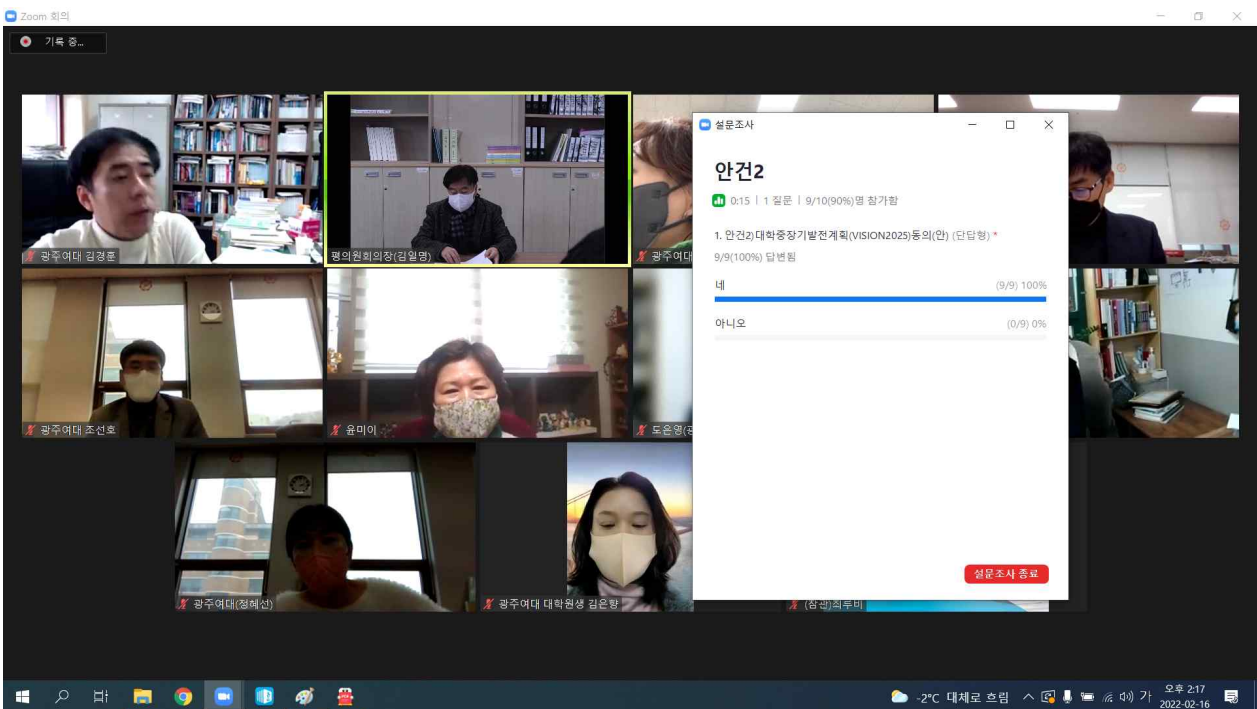 Zoom 회의
기록 중...
설문조사
안건2
0:15 | 1 질문 | 9/10(90%)명 참가함
1. 안건2)대학중장기발전계획(VISION2025)동의(안) (단답형) *
9/9(100%) 답변됨
네 (9/9) 100%
아니오 (0/9) 0%
설문조사 종료
광주여대 김경훈
평의원회의장(김일명)
광주여대
광주여대 조선호
윤미이
도은영(광
광주여대(정혜선)
광주여대 대학원생 김은향
(참관)최두비
-2°C 대체로 흐림
가
오후 2:17
2022-02-16